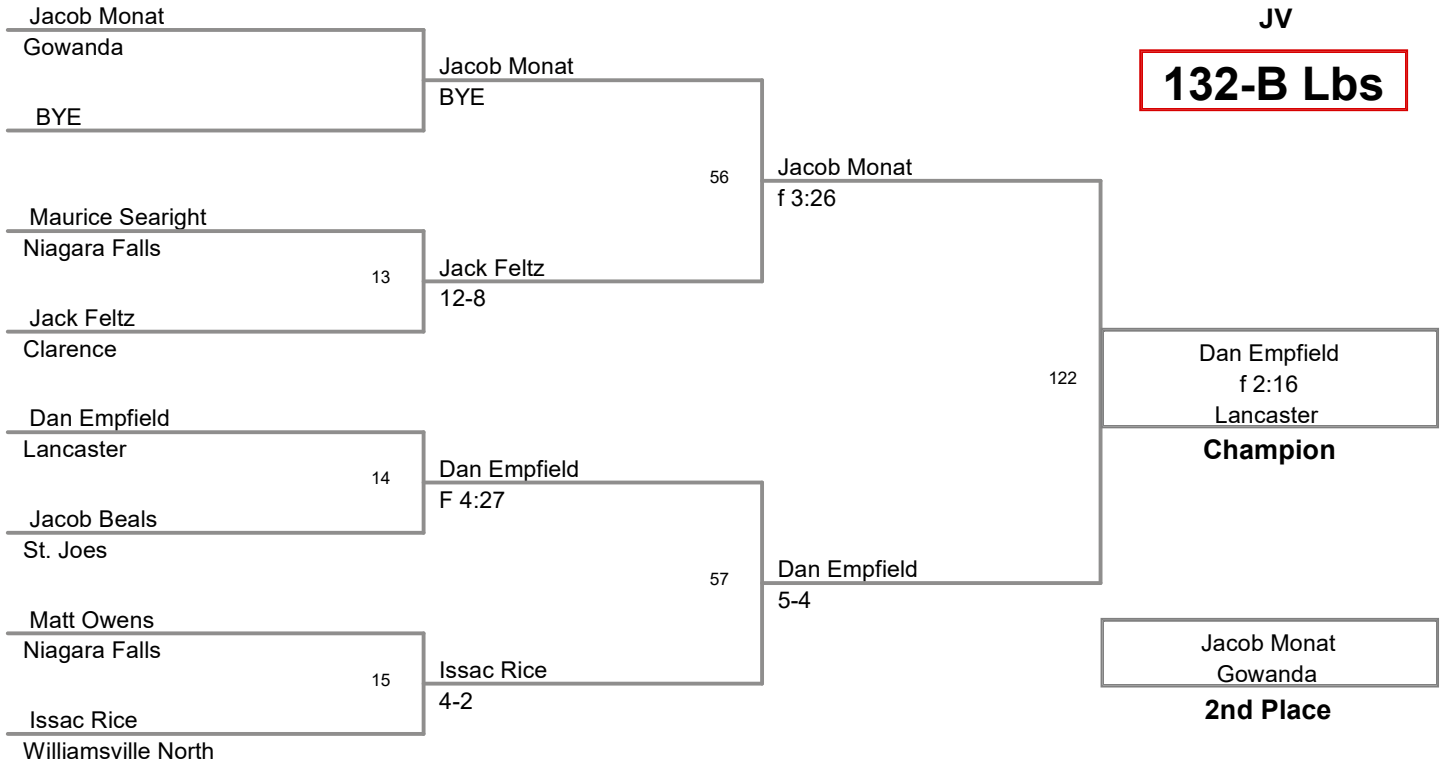 Jacob Monat
Gowanda
BYE
Maurice Searight
Niagara Falls
13
Jack Feltz
Clarence
Dan Empfield
Lancaster
14
Jacob Beals
St. Joes
Matt Owens
Niagara Falls
15
Issac Rice
Williamsville North
Jacob Monat
BYE
56
Jack Feltz
12-8
Dan Empfield
F 4:27
57
Issac Rice
4-2
Jacob Monat
f 3:26
122
Dan Empfield
5-4
JV
132-B Lbs
Dan Empfield
f 2:16
Lancaster
Champion
Jacob Monat
Gowanda
2nd Place